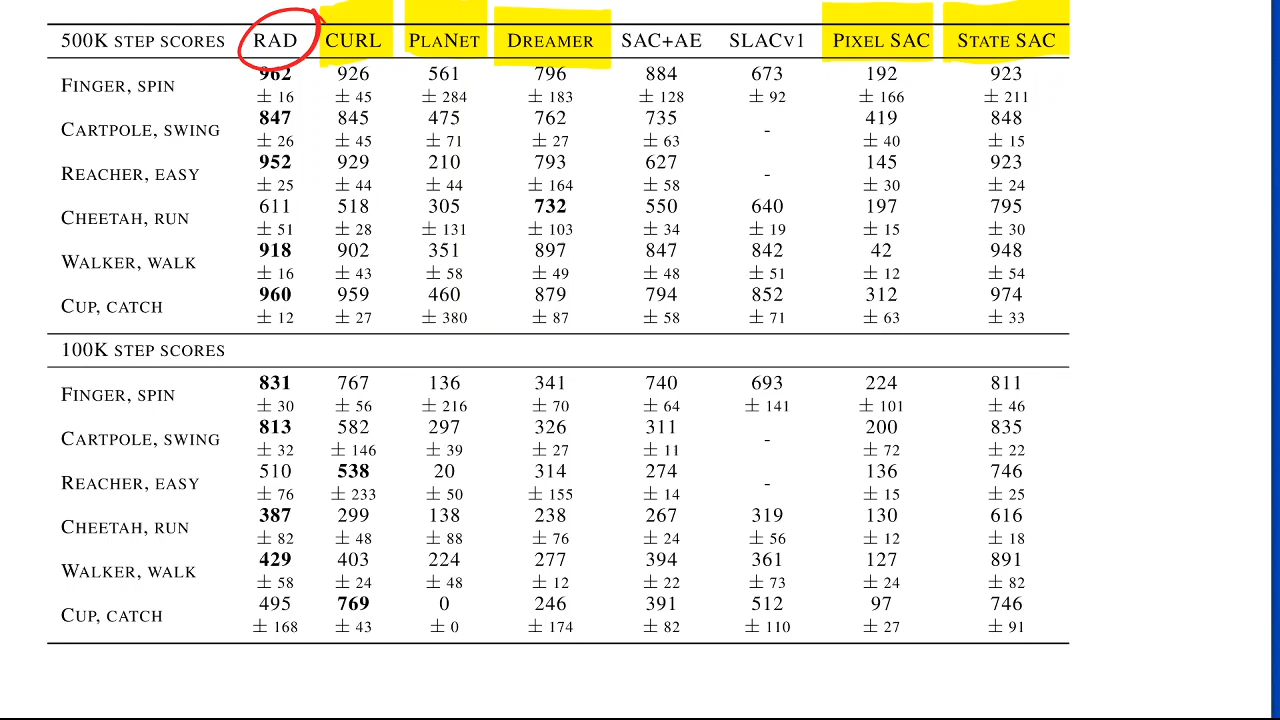 500K STEP SCORES RAD CURL PLANET DREAMER SAC+AE SLACV1 PIXEL SAC STATE SAC
FINGER, SPIN 962 926 561 796 884 673 192 923
± 16 ± 45 ± 284 ± 183 ± 128 ± 92 ± 166 ± 211
CARTPOLE, SWING 847 845 475 762 735 - 419 848
± 26 ± 45 ± 71 ± 27 ± 63 ± 40 ± 15
REACHER, EASY 952 929 210 793 627 - 145 923
± 25 ± 44 ± 44 ± 164 ± 58 ± 30 ± 24
CHEETAH, RUN 611 518 305 732 550 640 197 795
± 51 ± 28 ± 131 ± 103 ± 34 ± 19 ± 15 ± 30
WALKER, WALK 918 902 351 897 847 842 42 948
± 16 ± 43 ± 58 ± 49 ± 48 ± 51 ± 12 ± 54
CUP, CATCH 960 959 460 879 794 852 312 974
± 12 ± 27 ± 380 ± 87 ± 58 ± 71 ± 63 ± 33
100K STEP SCORES
FINGER, SPIN 831 767 136 341 740 693 224 811
± 30 ± 56 ± 216 ± 70 ± 64 ± 141 ± 101 ± 46
CARTPOLE, SWING 813 582 297 326 311 - 200 835
± 32 ± 146 ± 39 ± 27 ± 11 ± 72 ± 22
REACHER, EASY 510 538 20 314 274 - 136 746
± 76 ± 233 ± 50 ± 155 ± 14 ± 15 ± 25
CHEETAH, RUN 387 299 138 238 267 319 130 616
± 82 ± 48 ± 88 ± 76 ± 24 ± 56 ± 12 ± 18
WALKER, WALK 429 403 224 277 394 361 127 891
± 58 ± 24 ± 48 ± 12 ± 22 ± 73 ± 24 ± 82
CUP, CATCH 495 769 0 246 391 512 97 746
± 168 ± 43 ± 0 ± 174 ± 82 ± 110 ± 27 ± 91